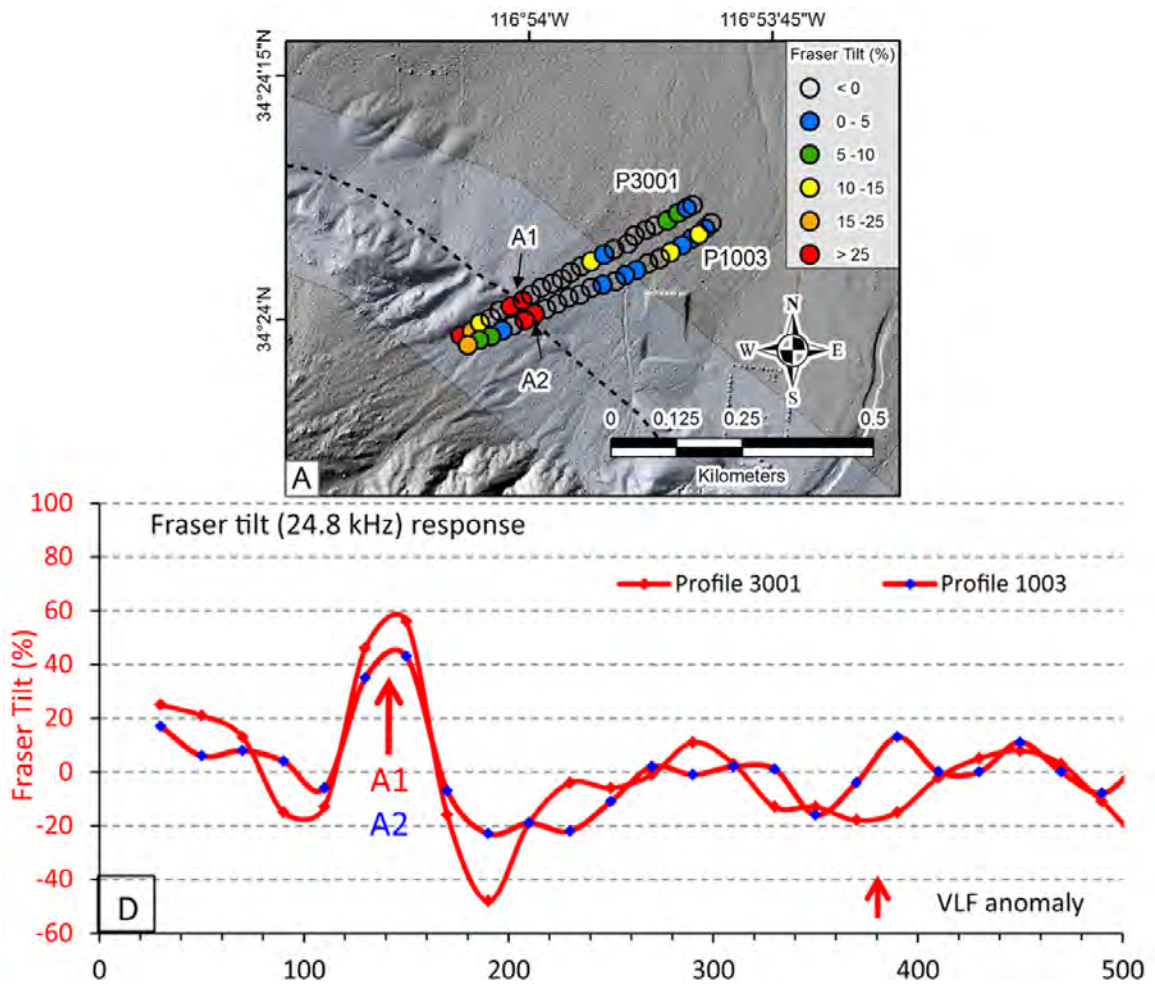 116°54'W
116°53'45"W
34°24'15"N
34°24'N
Fraser Tilt (%)
< 0
0 - 5
5 -10
10 -15
15 -25
> 25
P3001
P1003
A1
A2
N
W
E
S
0 0.125 0.25 0.5
Kilometers
A
Fraser tilt (24.8 kHz) response
Profile 3001
Profile 1003
Fraser Tilt (%)
100
80
60
40
20
0
-20
-40
-60
A1
A2
VLF anomaly
D
0 100 200 300 400 500